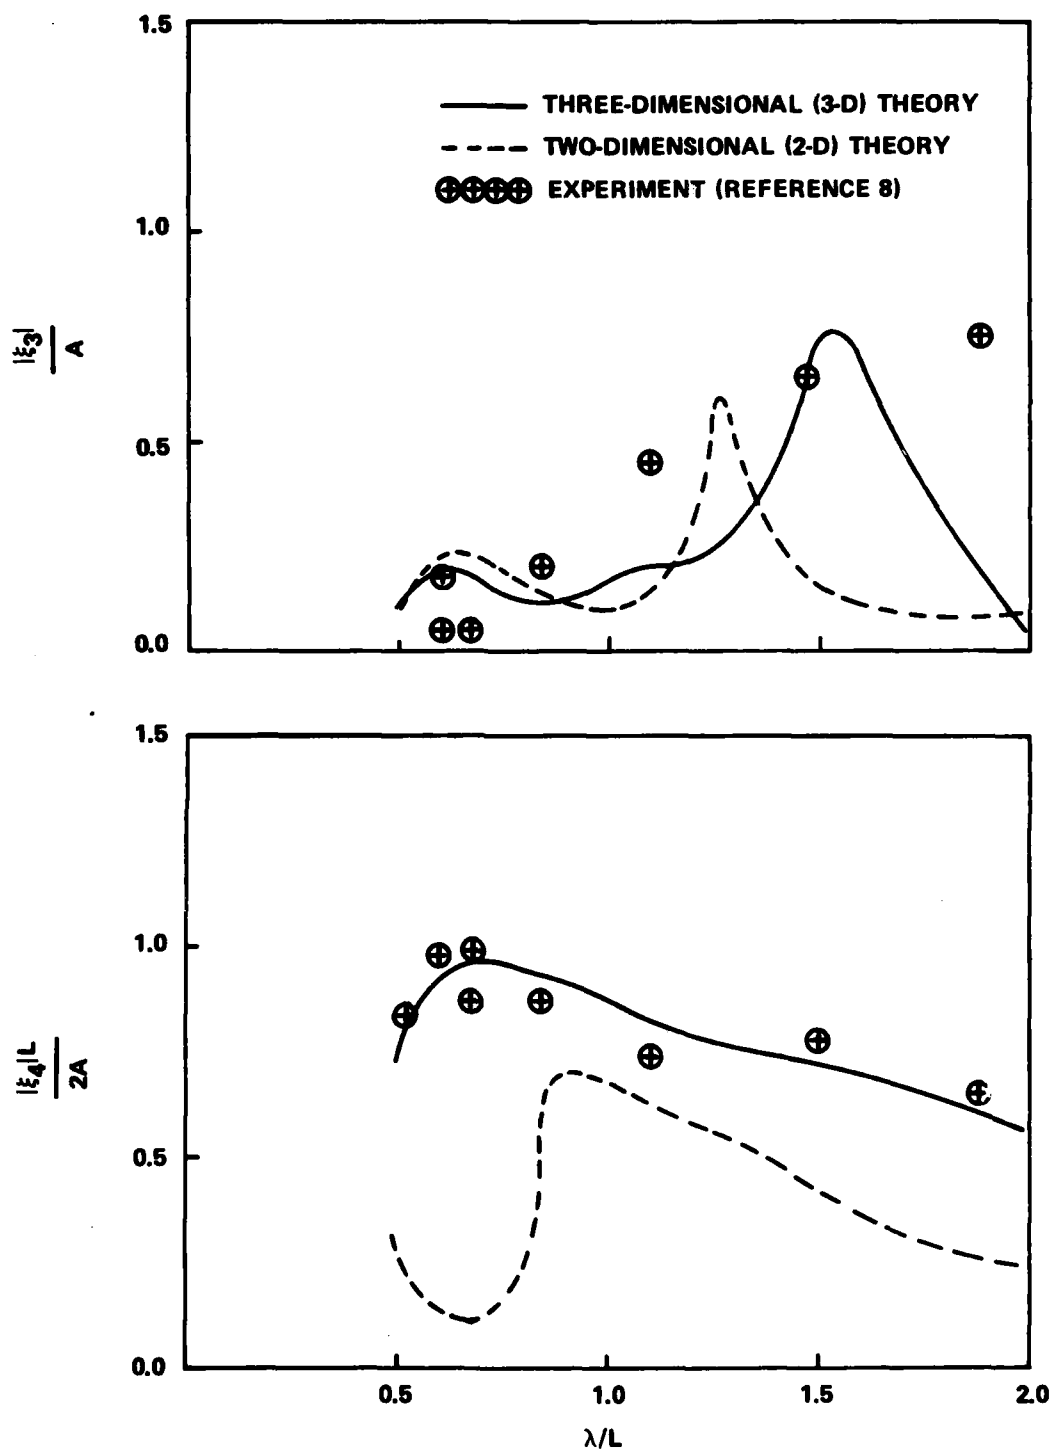 1.5
THREE-DIMENSIONAL (3-D) THEORY
TWO-DIMENSIONAL (2-D) THEORY
EXPERIMENT (REFERENCE 8)
1.0
|ξ3|
A
0.5
0.0
1.5
1.0
|ξ4|L
2A
0.5
0.0
0.5 1.0 1.5 2.0
λ/L